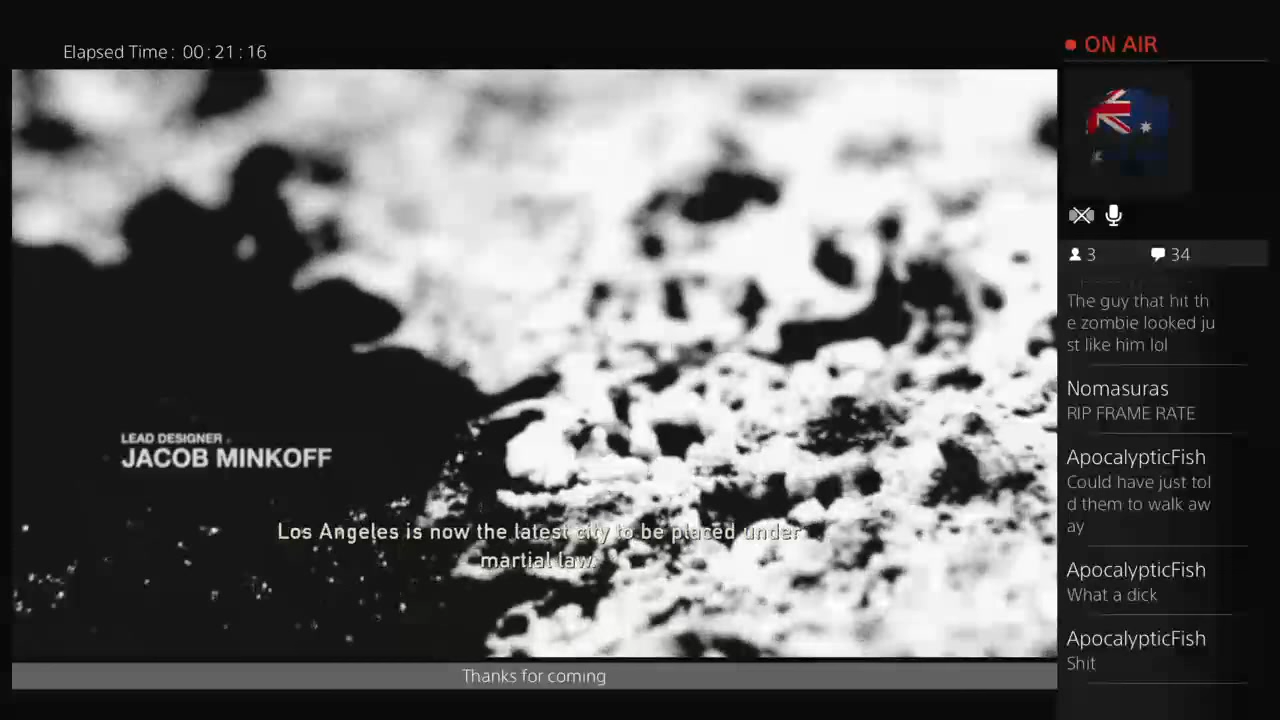 Elapsed Time: 00:21:16
ON AIR
3
34
The guy that hit th
e zombie looked ju
st like him lol
Nomasuras
RIP FRAME RATE
ApocalypticFish
Could have just tol
d them to walk aw
ay
ApocalypticFish
What a dick
ApocalypticFish
Shit
LEAD DESIGNER
JACOB MINKOFF
Los Angeles is now the latest city to be placed under
martial law.
Thanks for coming